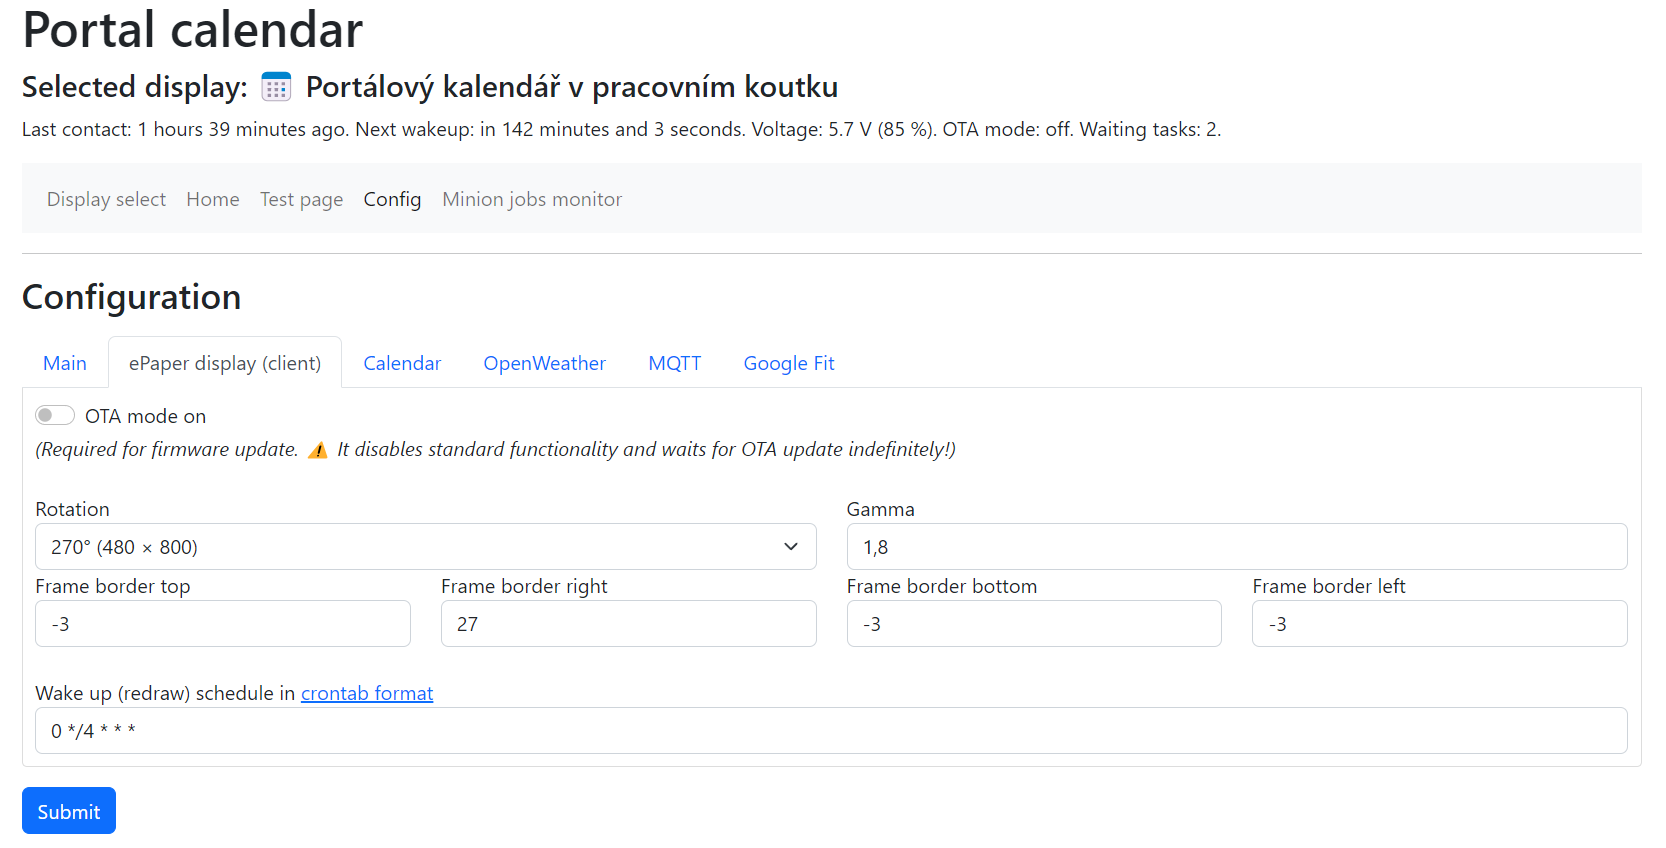 Portal calendar
Selected display: Portálový kalendář v pracovním koutku
Last contact: 1 hours 39 minutes ago. Next wakeup: in 142 minutes and 3 seconds. Voltage: 5.7 V (85 %). OTA mode: off. Waiting tasks: 2.
Display select Home Test page Config Minion jobs monitor
Configuration
Main ePaper display (client) Calendar OpenWeather MQTT Google Fit
OTA mode on
(Required for firmware update. ⚠ It disables standard functionality and waits for OTA update indefinitely!)
Rotation Gamma
270° (480 × 800) 1,8
Frame border top Frame border right Frame border bottom Frame border left
-3 27 -3 -3
Wake up (redraw) schedule in crontab format
0 */4 * * *
Submit